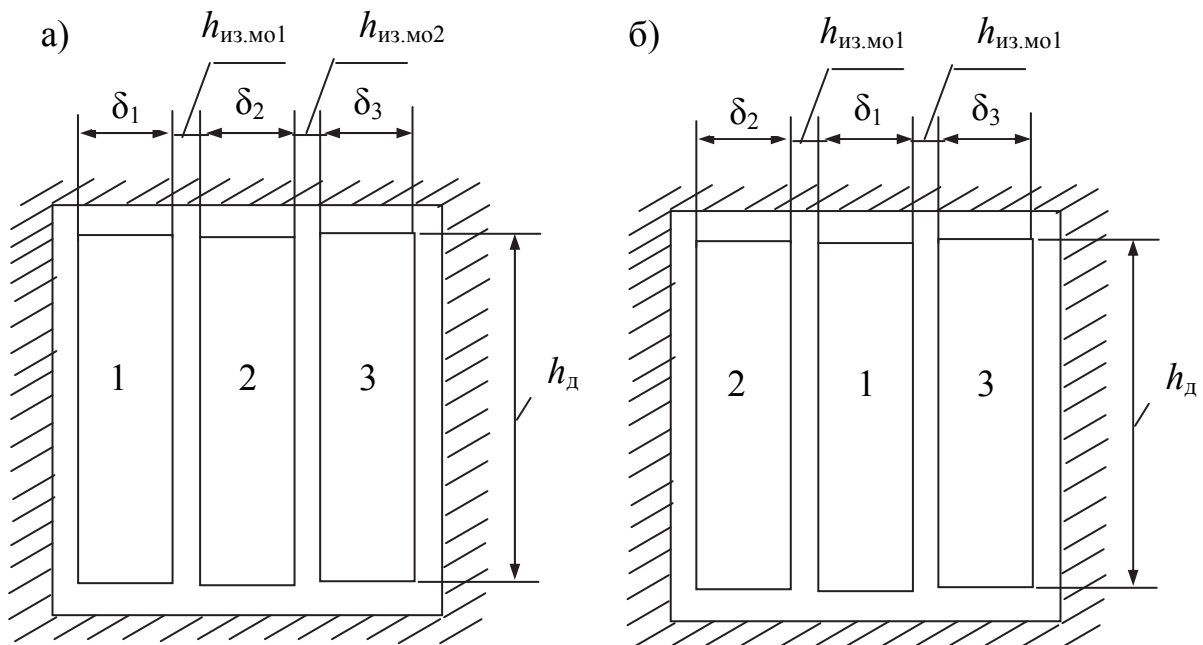 а) hиз.мо1 hиз.мо2
δ1 δ2 δ3
1 2 3
hд
б) hиз.мо1 hиз.мо1
δ2 δ1 δ3
2 1 3
hд